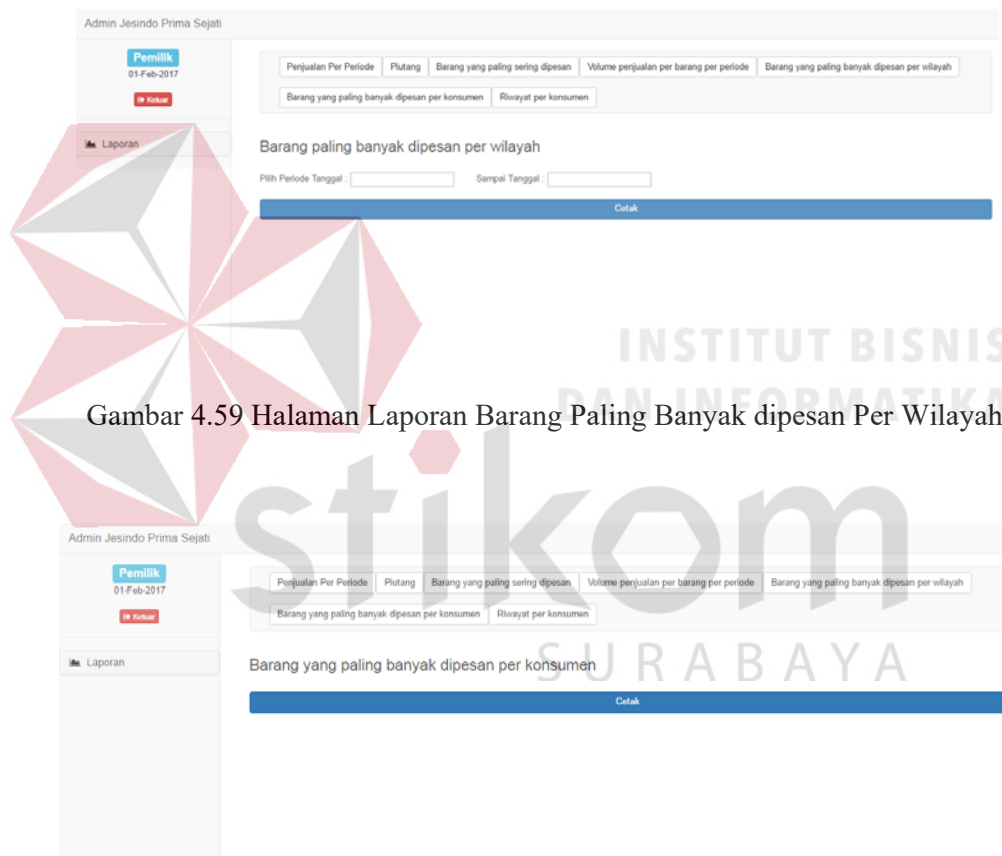 Admin Jesindo Prima Sejati
Pemilik
01-Feb-2017
Keluar
Laporan
Penjualan Per Periode Piutang Barang yang paling sering dipesan Volume penjualan per barang per periode Barang yang paling banyak dipesan per wilayah
Barang yang paling banyak dipesan per konsumen Riwayat per konsumen
Barang paling banyak dipesan per wilayah
Pilih Periode Tanggal : Sampai Tanggal :
Cetak
INSTITUT BISNIS
DAN INFORMATIKA
Gambar 4.59 Halaman Laporan Barang Paling Banyak dipesan Per Wilayah
stikom
SURABAYA
Admin Jesindo Prima Sejati
Pemilik
01-Feb-2017
Keluar
Laporan
Penjualan Per Periode Piutang Barang yang paling sering dipesan Volume penjualan per barang per periode Barang yang paling banyak dipesan per wilayah
Barang yang paling banyak dipesan per konsumen Riwayat per konsumen
Barang yang paling banyak dipesan per konsumen
Cetak